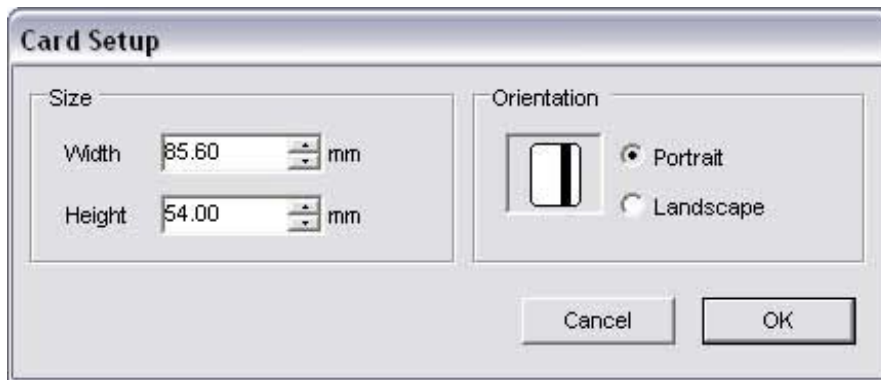 Card Setup
Size
Width 85.60 mm
Height 54.00 mm
Orientation
Portrait
Landscape
Cancel OK